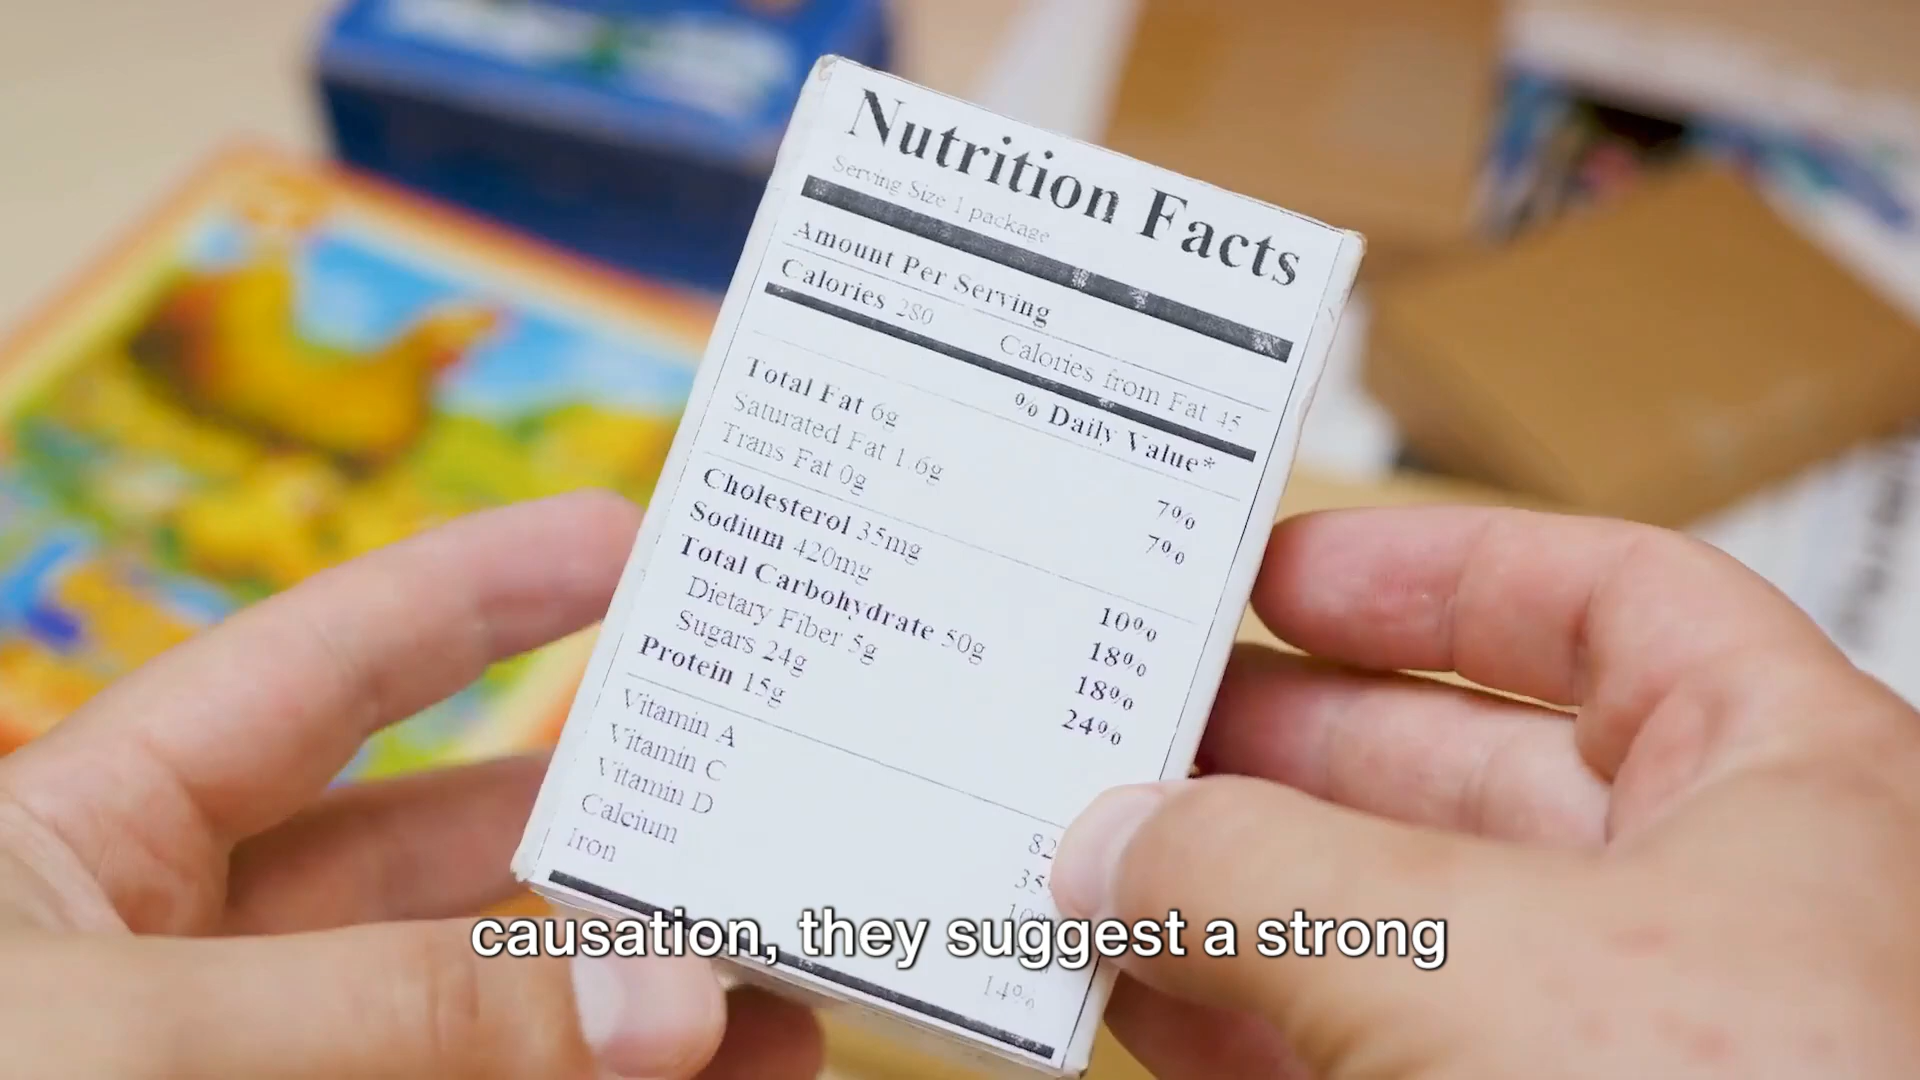 Nutrition Facts
Serving Size 1 package
Amount Per Serving
Calories 280 Calories from Fat 45
% Daily Value*
Total Fat 6g 7%
Saturated Fat 1.6g 7%
Trans Fat 0g
Cholesterol 35mg 10%
Sodium 420mg 18%
Total Carbohydrate 50g 18%
Dietary Fiber 5g 24%
Sugars 24g
Protein 15g
Vitamin A 82
Vitamin C 35
Vitamin D
Calcium
Iron 14%
causation, they suggest a strong